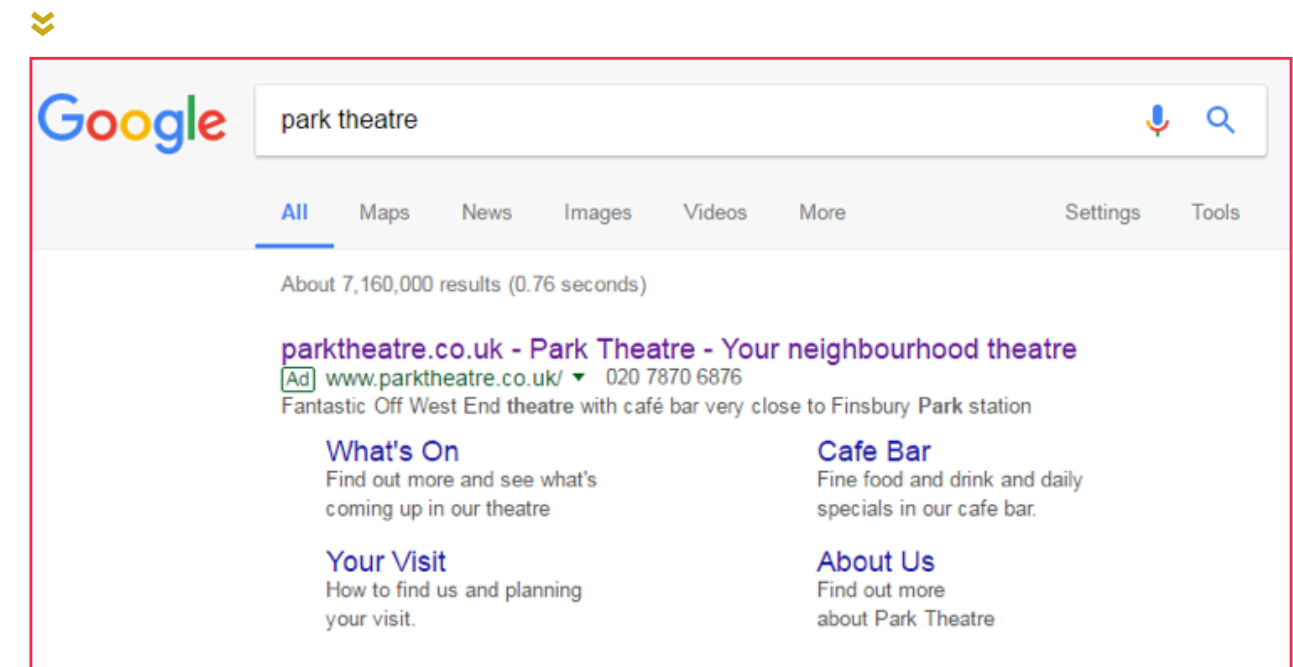 Google
park theatre
All Maps News Images Videos More Settings Tools
About 7,160,000 results (0.76 seconds)
parktheatre.co.uk - Park Theatre - Your neighbourhood theatre
Ad www.parktheatre.co.uk/ 020 7870 6876
Fantastic Off West End theatre with café bar very close to Finsbury Park station
What's On
Find out more and see what's
coming up in our theatre
Cafe Bar
Fine food and drink and daily
specials in our cafe bar.
Your Visit
How to find us and planning
your visit.
About Us
Find out more
about Park Theatre